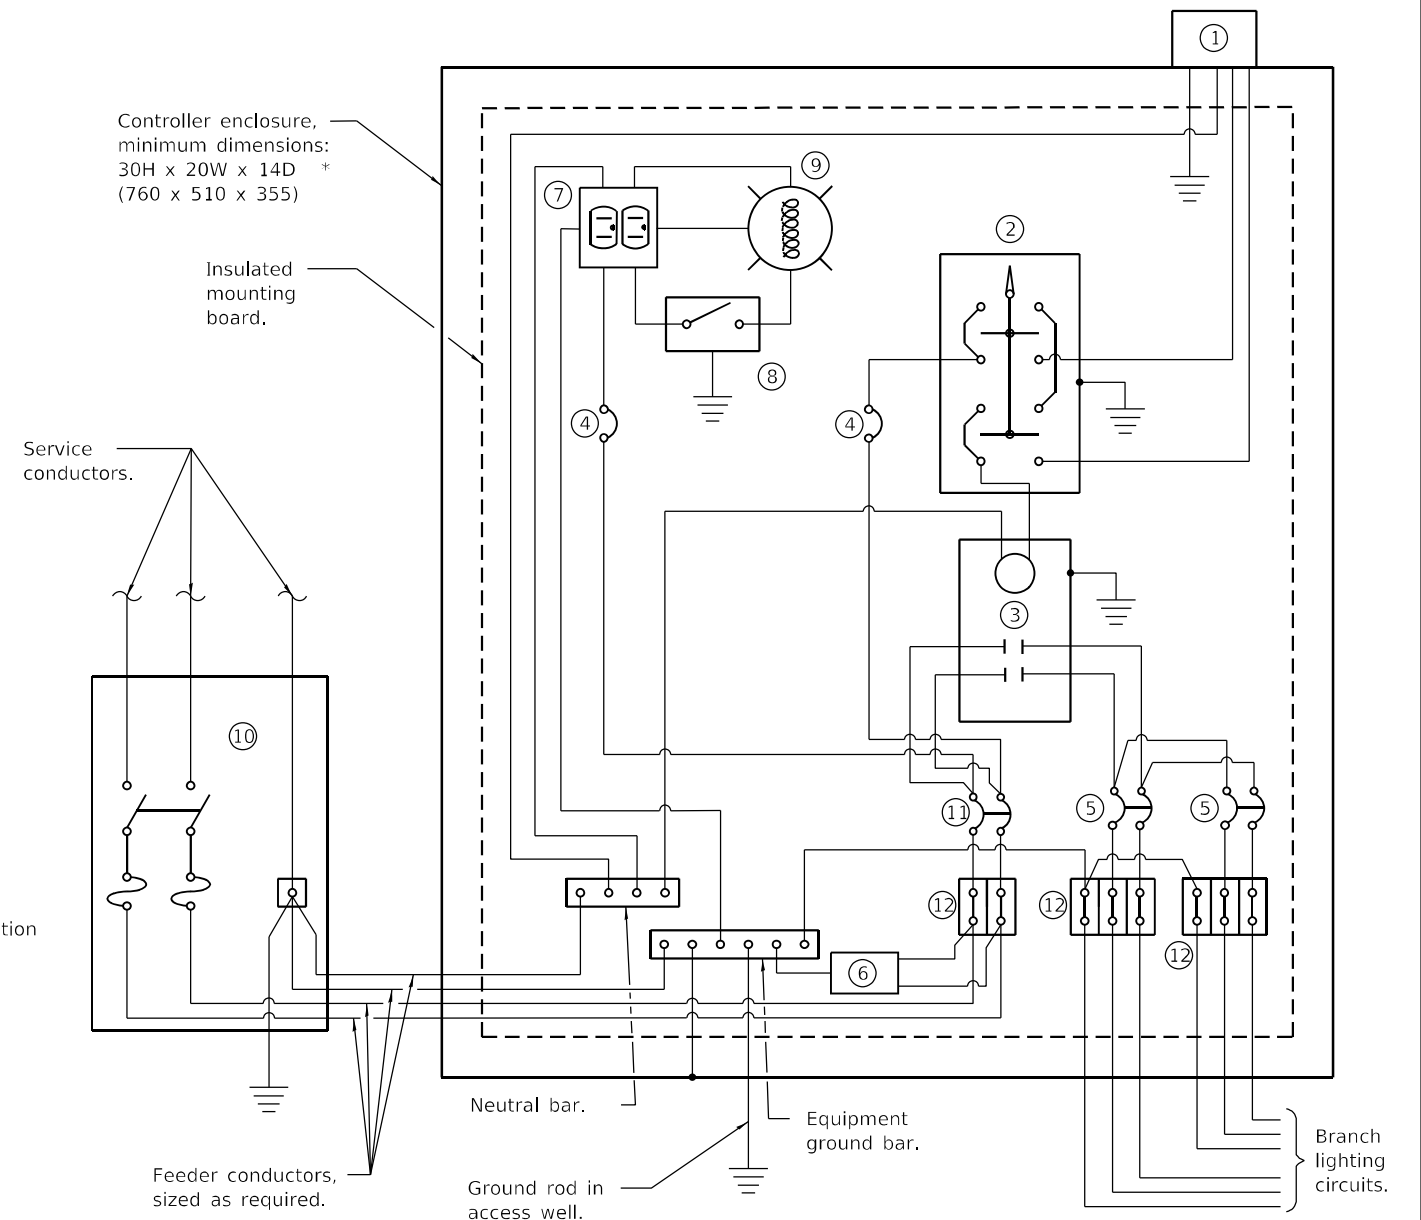 1
Controller enclosure,
minimum dimensions:
30H x 20W x 14D *
(760 x 510 x 355)
9
7
2
Insulated
mounting
board.
8
4
4
Service
conductors.
3
10
11
5
5
12
12
tion
12
6
Neutral bar.
Equipment
ground bar.
Branch
lighting
circuits.
Feeder conductors,
sized as required.
Ground rod in
access well.